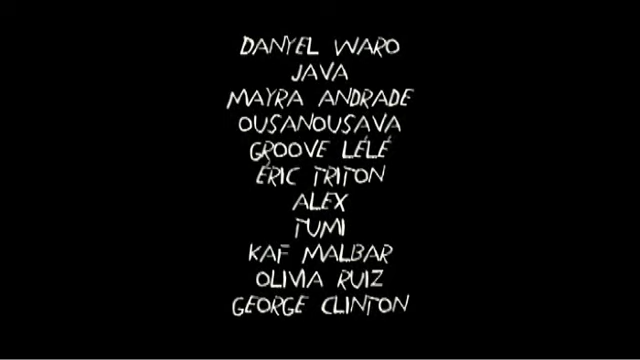 DANYEL WARO
JAVA
MAYRA ANDRADE
OUSANOUSAVA
GROOVE LÉLÉ
ÉRIC TRITON
ALEX
TUMI
KAF MALBAR
OLIVIA RUIZ
GEORGE CLINTON